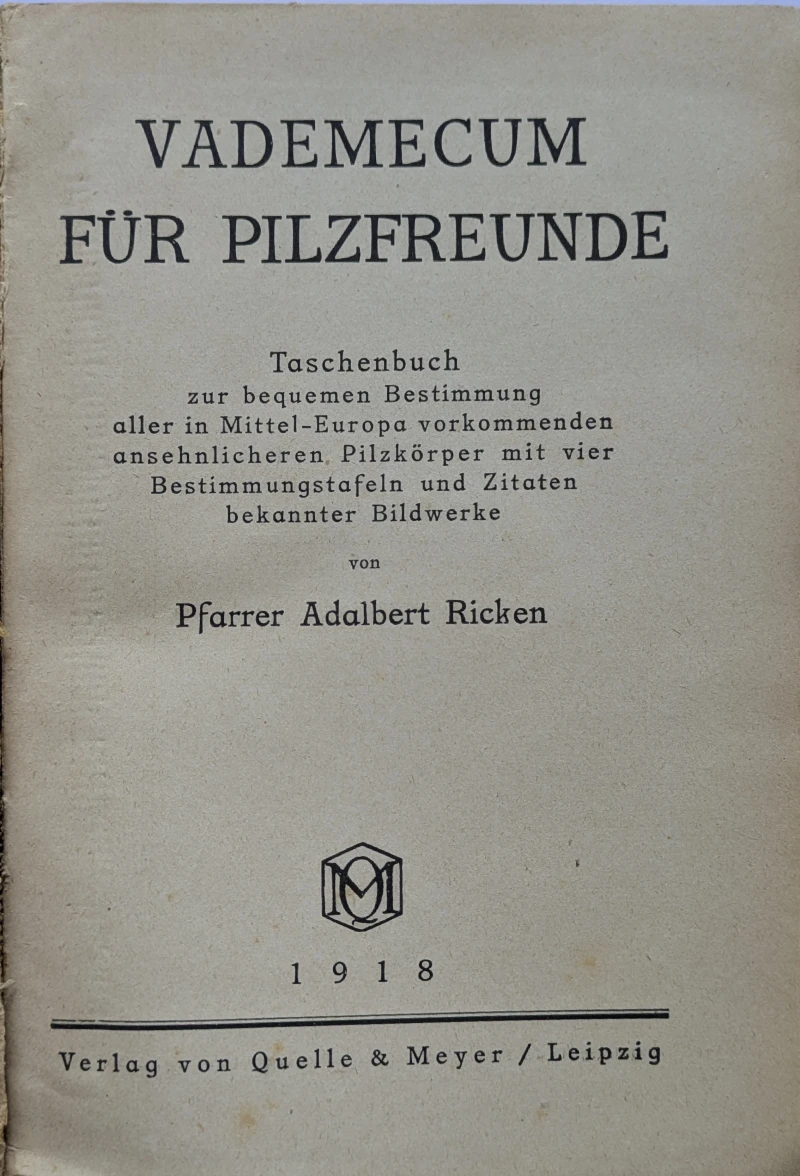 VADEMECUM
FÜR PILZFREUNDE
Taschenbuch
zur bequemen Bestimmung
aller in Mittel-Europa vorkommenden
ansehnlicheren Pilzkörper mit vier
Bestimmungstafeln und Zitaten
bekannter Bildwerke
von
Pfarrer Adalbert Ricken
QM
1918
Verlag von Quelle & Meyer / Leipzig